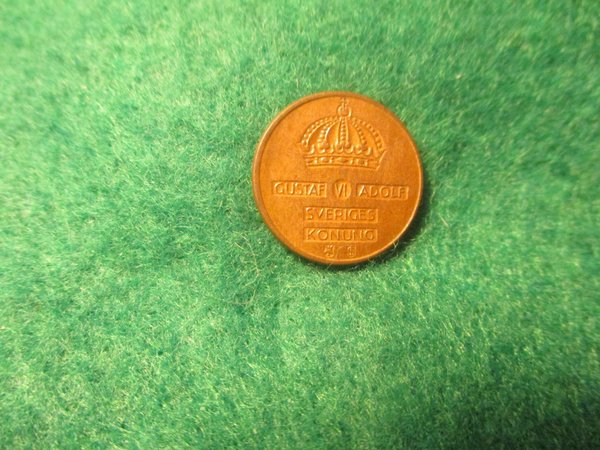 GUSTAF VI ADOLF
SVERIGES
KONUNG